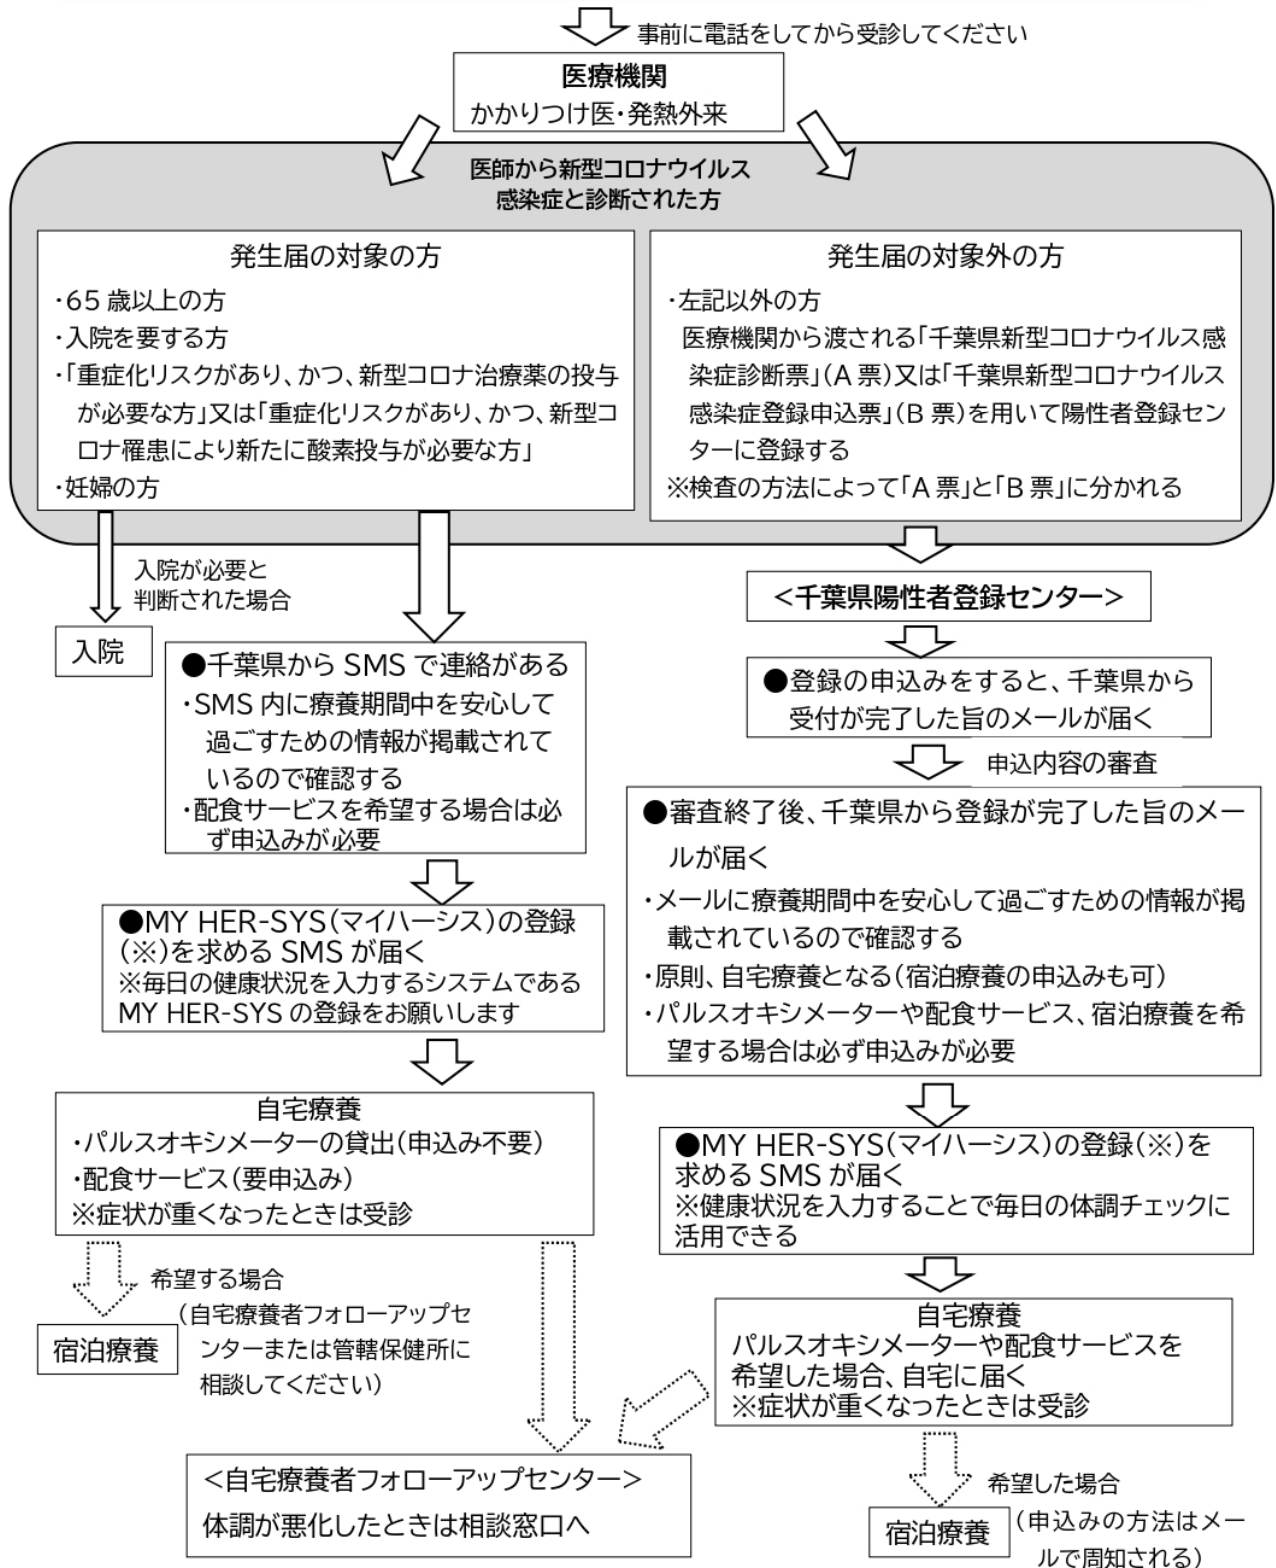 事前に電話をしてから受診してください
医療機関
かかりつけ医・発熱外来
医師から新型コロナウイルス
感染症と診断された方
発生届の対象の方
・65 歳以上の方
・入院を要する方
・「重症化リスクがあり、かつ、新型コロナ治療薬の投与
が必要な方」又は「重症化リスクがあり、かつ、新型コ
ロナ罹患により新たに酸素投与が必要な方」
・妊婦の方
発生届の対象外の方
・左記以外の方
医療機関から渡される「千葉県新型コロナウイルス感
染症診断票」（A 票）又は「千葉県新型コロナウイルス
感染症登録申込票」（B 票）を用いて陽性者登録セン
ターに登録する
※検査の方法によって「A 票」と「B 票」に分かれる
入院が必要と
判断された場合
入院
●千葉県から SMS で連絡がある
・SMS 内に療養期間中を安心して
過ごすための情報が掲載されて
いるので確認する
・配食サービスを希望する場合は必
ず申込みが必要
●MY HER-SYS（マイハーシス）の登録
（※）を求める SMS が届く
※毎日の健康状況を入力するシステムである
MY HER-SYS の登録をお願いします
自宅療養
・パルスオキシメーターの貸出（申込み不要）
・配食サービス（要申込み）
※症状が重くなったときは受診
希望する場合
（自宅療養者フォローアップセ
ンターまたは管轄保健所に
相談してください）
宿泊療養
<千葉県陽性者登録センター>
●登録の申込みをすると、千葉県から
受付が完了した旨のメールが届く
申込内容の審査
●審査終了後、千葉県から登録が完了した旨のメー
ルが届く
・メールに療養期間中を安心して過ごすための情報が掲
載されているので確認する
・原則、自宅療養となる（宿泊療養の申込みも可）
・パルスオキシメーターや配食サービス、宿泊療養を希
望する場合は必ず申込みが必要
●MY HER-SYS（マイハーシス）の登録（※）を
求める SMS が届く
※健康状況を入力することで毎日の体調チェックに
活用できる
自宅療養
パルスオキシメーターや配食サービスを
希望した場合、自宅に届く
※症状が重くなったときは受診
<自宅療養者フォローアップセンター>
体調が悪化したときは相談窓口へ
希望した場合
（申込みの方法はメー
ルで周知される）
宿泊療養